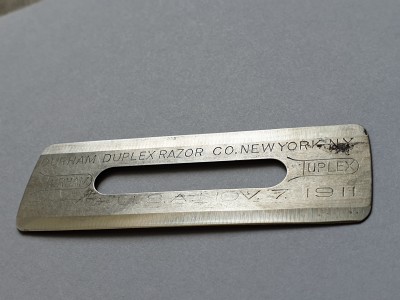 DURHAM DUPLEX RAZOR CO. NEW YORK N.Y.
DUPLEX
NOV. 7. 1911